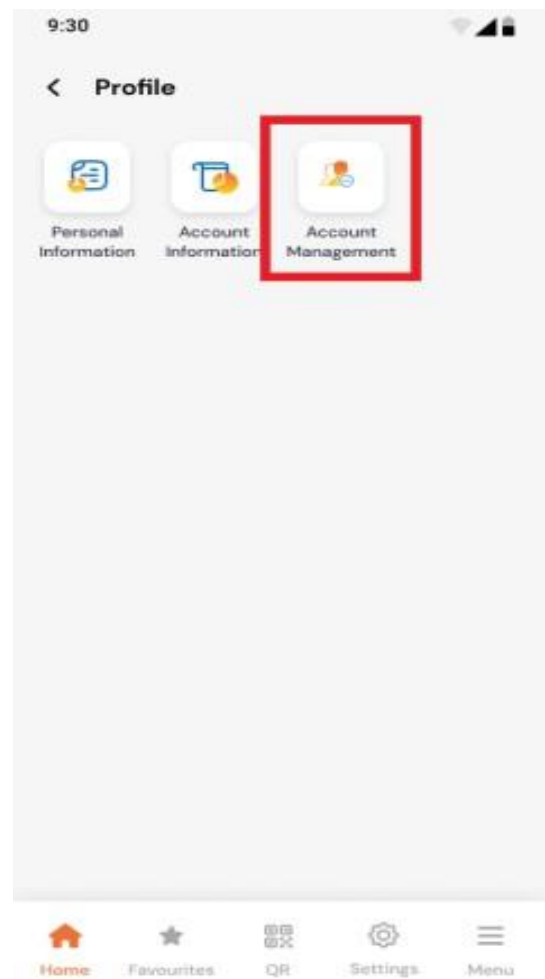 9:30
Profile
Personal Account Account
Information Information Management
Home Favourites QR Settings Menu